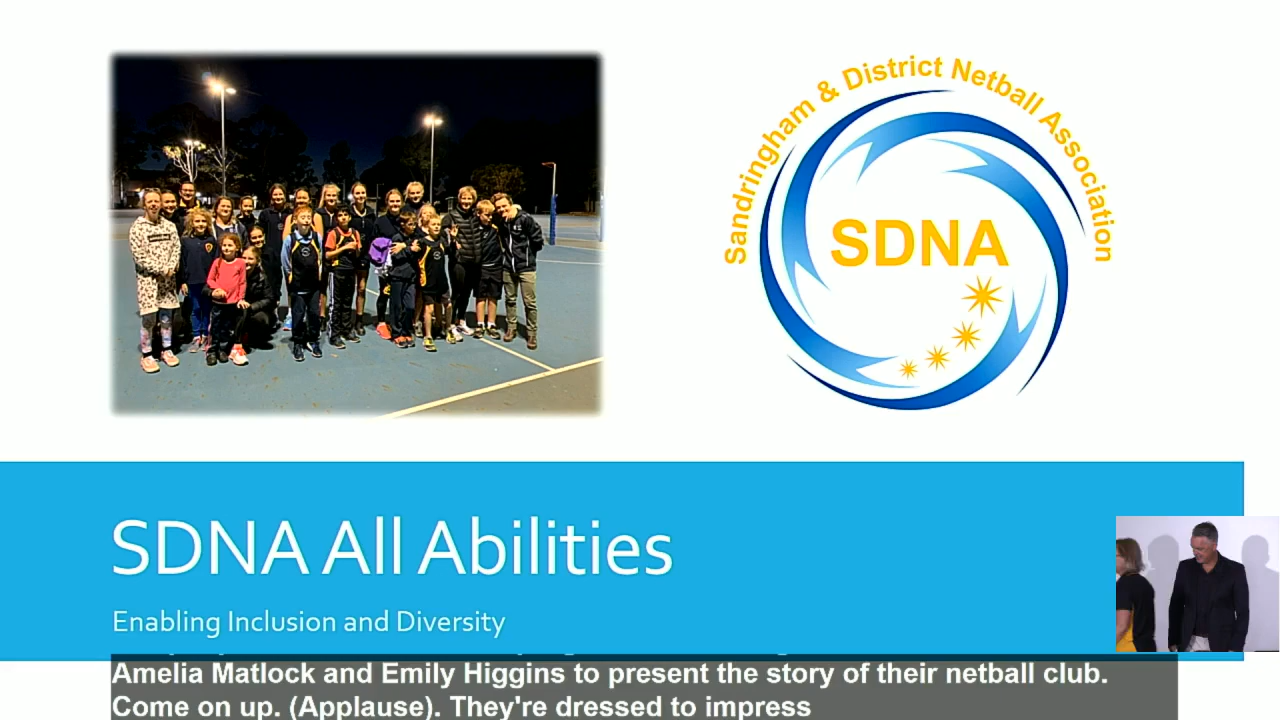 Sandringham & District Netball Association
SDNA
SDNA All Abilities
Enabling Inclusion and Diversity
Amelia Matlock and Emily Higgins to present the story of their netball club.
Come on up. (Applause). They're dressed to impress